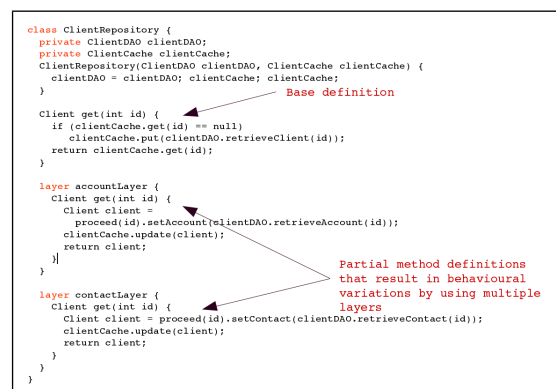 class ClientRepository {
private ClientDAO clientDAO;
private ClientCache clientCache;
ClientRepository(ClientDAO clientDAO, ClientCache clientCache) {
clientDAO = clientDAO; clientCache; clientCache;
}
Base definition
Client get(int id) {
if (clientCache.get(id) == null)
clientCache.put(clientDAO.retrieveClient(id));
return clientCache.get(id);
}
layer accountLayer {
Client get(int id) {
Client client =
proceed(id).setAccount(clientDAO.retrieveAccount(id));
clientCache.update(client);
return client;
}
}
Partial method definitions
that result in behavioural
variations by using multiple
layers
layer contactLayer {
Client get(int id) {
Client client = proceed(id).setContact(clientDAO.retrieveContact(id));
clientCache.update(client);
return client;
}
}
}